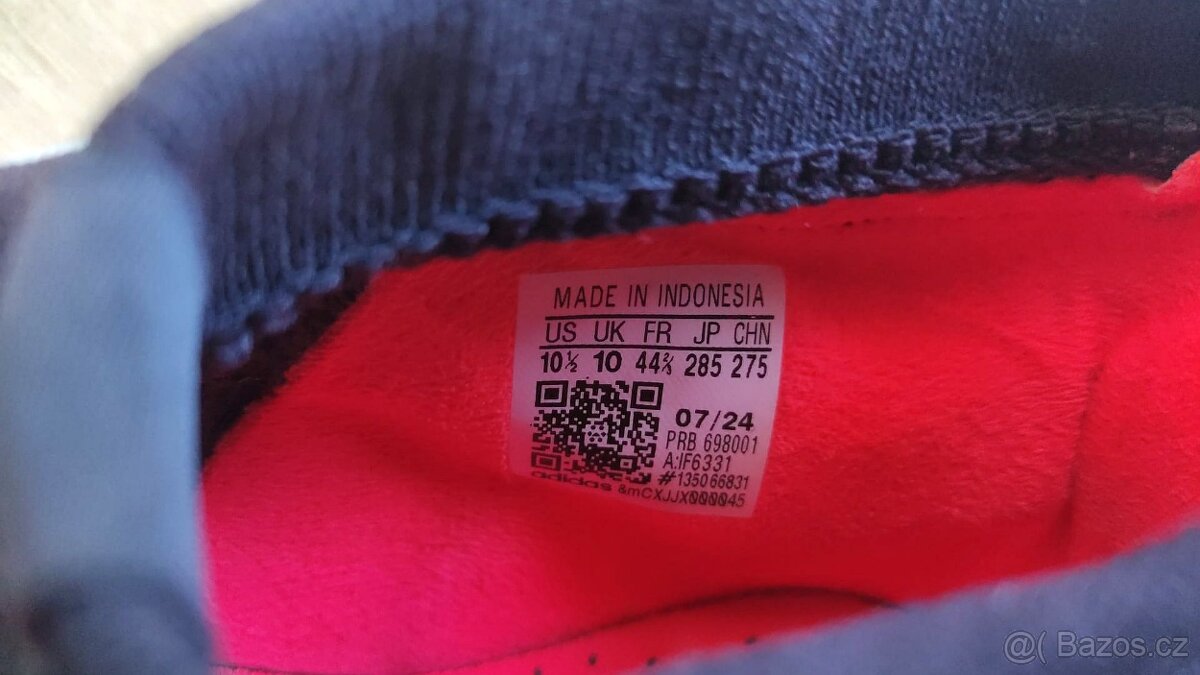 MADE IN INDONESIA
US UK FR JP CHN
10½ 10 44⅔ 285 275
07/24
PRB 698001
A:IF6331
#135066831
adidas &mCXJJX000045
@( Bazos.cz